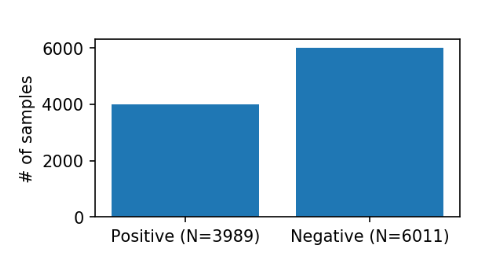 6000
4000
2000
0
# of samples
Positive (N=3989)
Negative (N=6011)